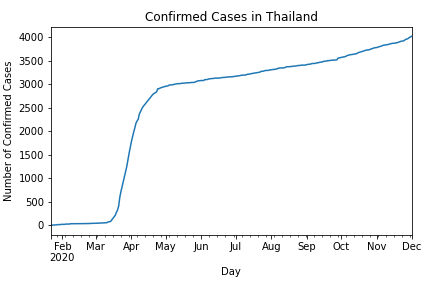 Confirmed Cases in Thailand
Number of Confirmed Cases
4000
3500
3000
2500
2000
1500
1000
500
0
Feb Mar Apr May Jun Jul Aug Sep Oct Nov Dec
2020
Day